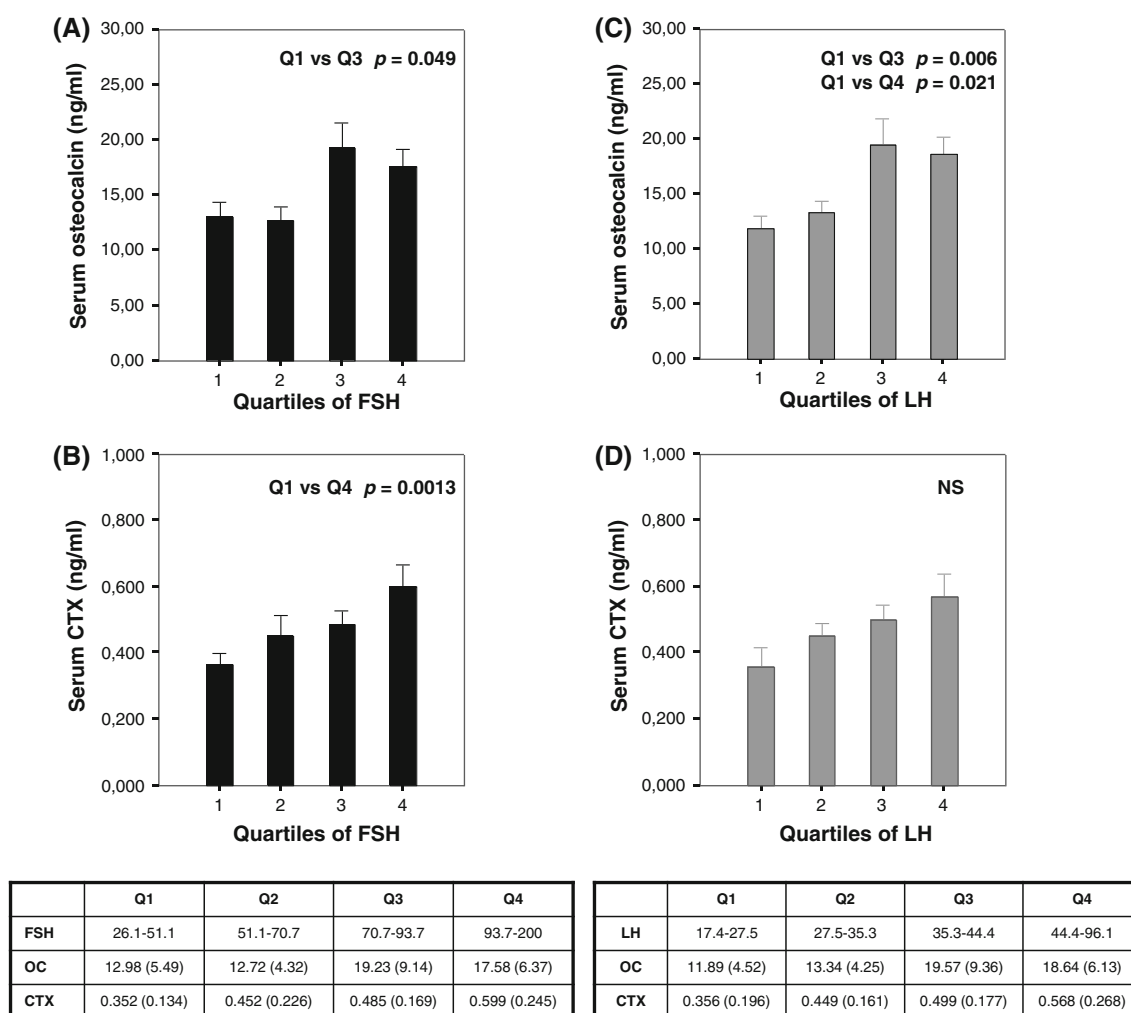 (A)
30,00
25,00
20,00
15,00
10,00
5,00
0,00
Serum osteocalcin (ng/ml)
Q1 vs Q3 p = 0.049
1 2 3 4
Quartiles of FSH
(C)
30,00
25,00
20,00
15,00
10,00
5,00
0,00
Serum osteocalcin (ng/ml)
Q1 vs Q3 p = 0.006
Q1 vs Q4 p = 0.021
1 2 3 4
Quartiles of LH
(B)
1,000
0,800
0,600
0,400
0,200
0,000
Serum CTX (ng/ml)
Q1 vs Q4 p = 0.0013
1 2 3 4
Quartiles of FSH
(D)
1,000
0,800
0,600
0,400
0,200
0,000
Serum CTX (ng/ml)
NS
1 2 3 4
Quartiles of LH
Q1 Q2 Q3 Q4
FSH 26.1-51.1 51.1-70.7 70.7-93.7 93.7-200
OC 12.98 (5.49) 12.72 (4.32) 19.23 (9.14) 17.58 (6.37)
CTX 0.352 (0.134) 0.452 (0.226) 0.485 (0.169) 0.599 (0.245)
Q1 Q2 Q3 Q4
LH 17.4-27.5 27.5-35.3 35.3-44.4 44.4-96.1
OC 11.89 (4.52) 13.34 (4.25) 19.57 (9.36) 18.64 (6.13)
CTX 0.356 (0.196) 0.449 (0.161) 0.499 (0.177) 0.568 (0.268)